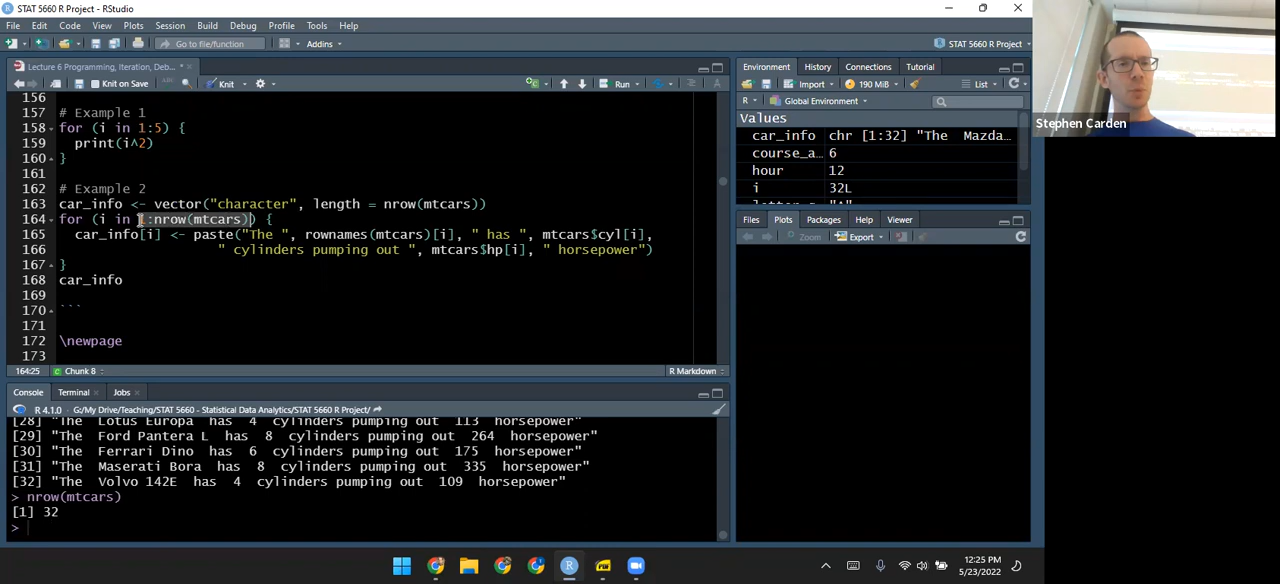 STAT 5660 R Project - RStudio
File Edit Code View Plots Session Build Debug Profile Tools Help
Go to file/function Addins STAT 5660 R Project
Lecture 6 Programming, Iteration, Deb...
Knit on Save Knit Run
156
157 # Example 1
158 for (i in 1:5) {
159 print(i^2)
160 }
161
162 # Example 2
163 car_info <- vector("character", length = nrow(mtcars))
164 for (i in 1:nrow(mtcars)) {
165 car_info[i] <- paste("The ", rownames(mtcars)[i], " has ", mtcars$cyl[i],
166 " cylinders pumping out ", mtcars$hp[i], " horsepower")
167 }
168 car_info
169
170 ```
171
172 \newpage
173
164:25 Chunk 8 R Markdown
Console Terminal Jobs
R 4.1.0 · G:/My Drive/Teaching/STAT 5660 - Statistical Data Analytics/STAT 5660 R Project/
[28] "The  Lotus Europa  has  4  cylinders pumping out  113  horsepower"
[29] "The  Ford Pantera L  has  8  cylinders pumping out  264  horsepower"
[30] "The  Ferrari Dino  has  6  cylinders pumping out  175  horsepower"
[31] "The  Maserati Bora  has  8  cylinders pumping out  335  horsepower"
[32] "The  Volvo 142E  has  4  cylinders pumping out  109  horsepower"
> nrow(mtcars)
[1] 32
>
Environment History Connections Tutorial
Import 190 MiB List
R Global Environment
Values
car_info chr [1:32] "The  Mazda...
course_a... 6
hour 12
i 32L
Files Plots Packages Help Viewer
Zoom Export
Stephen Carden
12:25 PM
5/23/2022